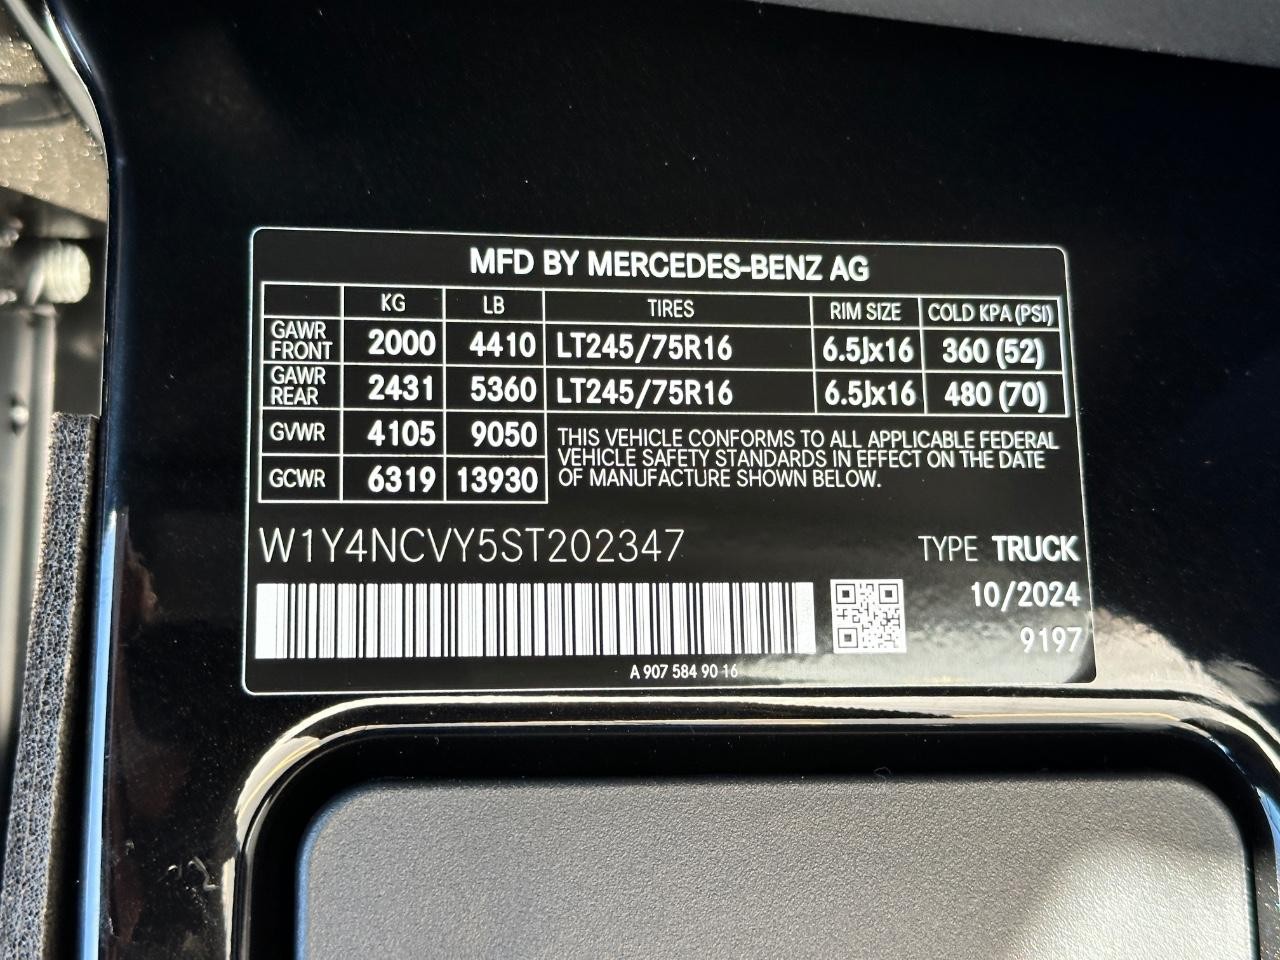 MFD BY MERCEDES-BENZ AG
KG LB TIRES RIM SIZE COLD KPA (PSI)
GAWR FRONT 2000 4410 LT245/75R16 6.5Jx16 360 (52)
GAWR REAR 2431 5360 LT245/75R16 6.5Jx16 480 (70)
GVWR 4105 9050
GCWR 6319 13930
THIS VEHICLE CONFORMS TO ALL APPLICABLE FEDERAL
VEHICLE SAFETY STANDARDS IN EFFECT ON THE DATE
OF MANUFACTURE SHOWN BELOW.
W1Y4NCVY5ST202347 TYPE TRUCK
10/2024
9197
A 907 584 90 16